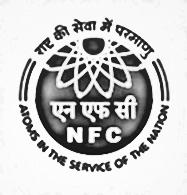 राष्ट्र की सेवा में परमाणु
एन एफ सी
NFC
ATOMS IN THE SERVICE OF THE NATION